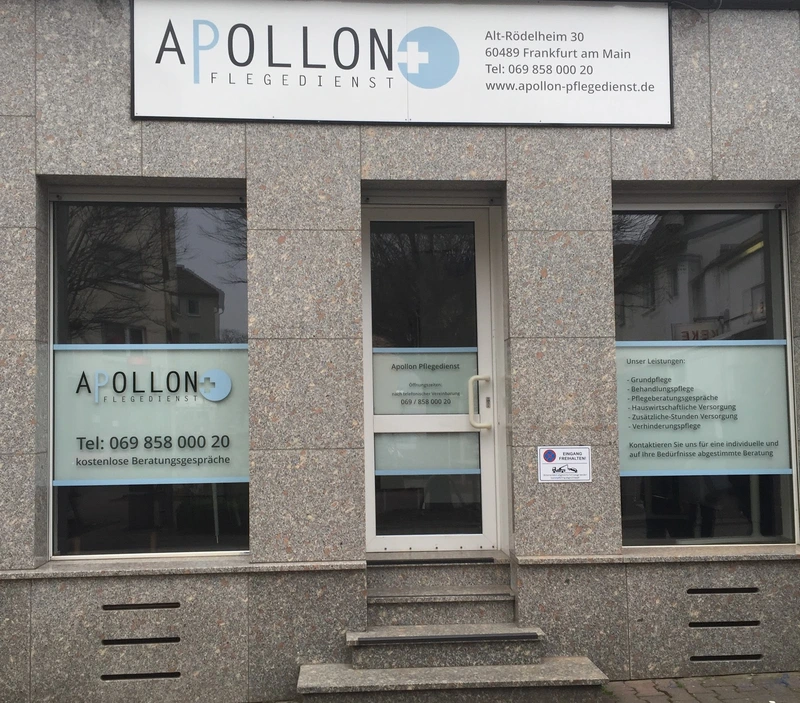 APOLLON
PFLEGEDIENST
Alt-Rödelheim 30
60489 Frankfurt am Main
Tel: 069 858 000 20
www.apollon-pflegedienst.de
APOLLON
PFLEGEDIENST
Tel: 069 858 000 20
kostenlose Beratungsgespräche
Apollon Pflegedienst
Öffnungszeiten:
nach telefonischer Vereinbarung
069 / 858 000 20
EINGANG
FREIHALTEN!
Unser Leistungen:
- Grundpflege
- Behandlungspflege
- Pflegeberatungsgespräche
- Hauswirtschaftliche Versorgung
- Zusätzliche-Stunden Versorgung
- Verhinderungspflege
Kontaktieren Sie uns für eine individuelle und
auf Ihre Bedürfnisse abgestimmte Beratung